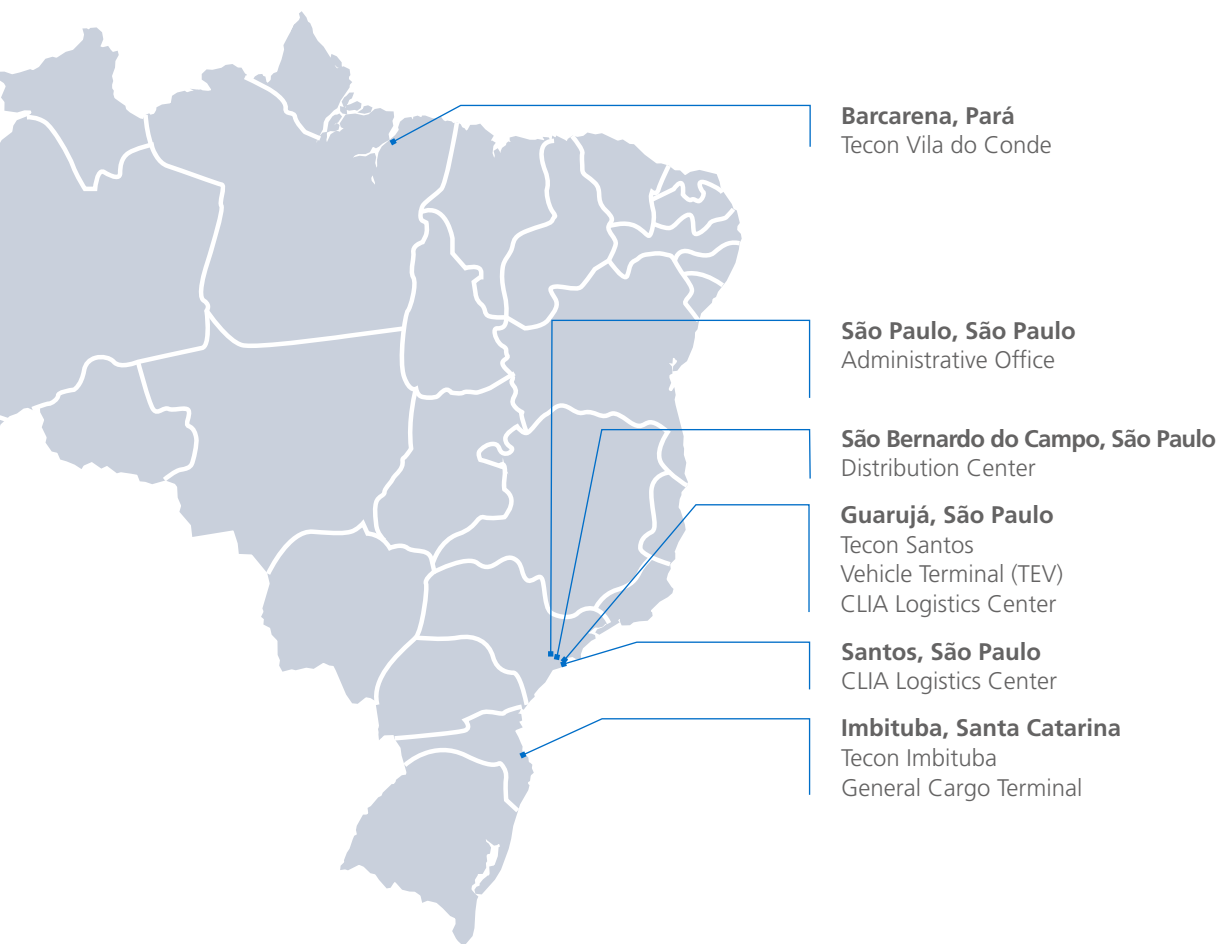 Barcarena, Pará
Tecon Vila do Conde
São Paulo, São Paulo
Administrative Office
São Bernardo do Campo, São Paulo
Distribution Center
Guarujá, São Paulo
Tecon Santos
Vehicle Terminal (TEV)
CLIA Logistics Center
Santos, São Paulo
CLIA Logistics Center
Imbituba, Santa Catarina
Tecon Imbituba
General Cargo Terminal